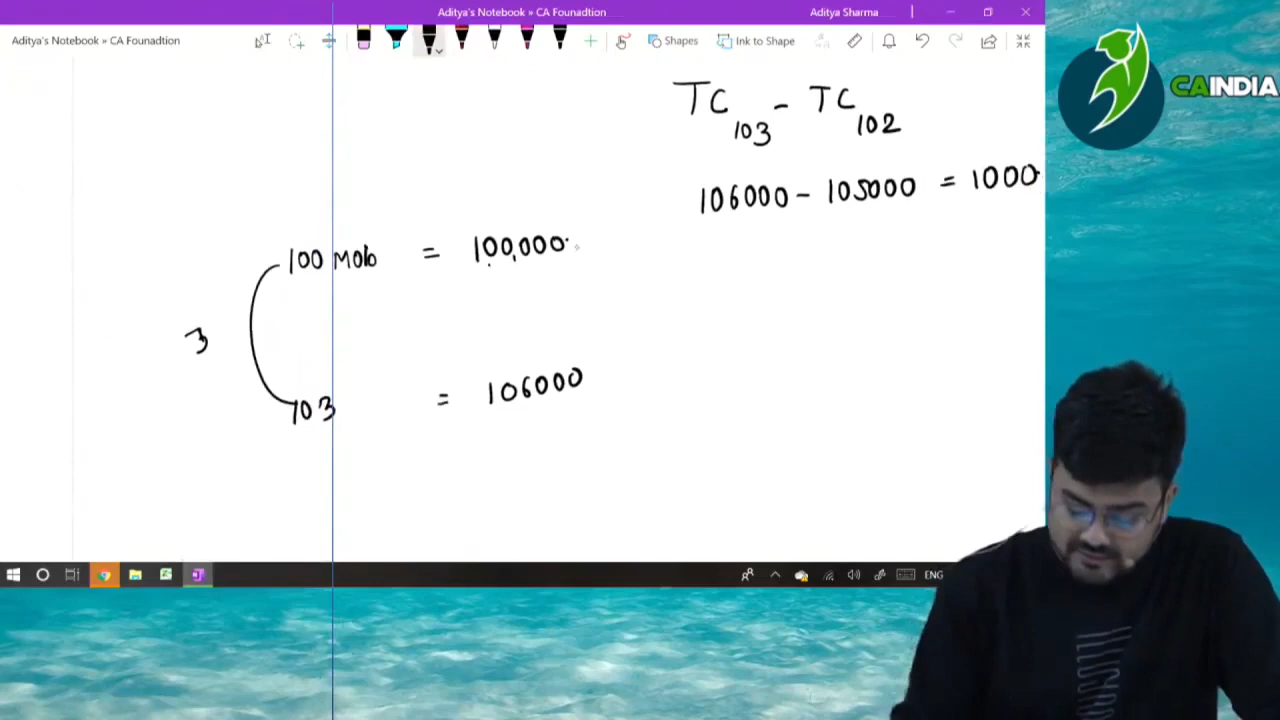 Aditya's Notebook » CA Founadtion
Aditya Sharma
Aditya's Notebook » CA Founadtion
Shapes
Ink to Shape
CAINDIA
TC103 - TC102
106000 - 105000 = 1000
100 Mob = 100,000
3
103 = 106000
ENG